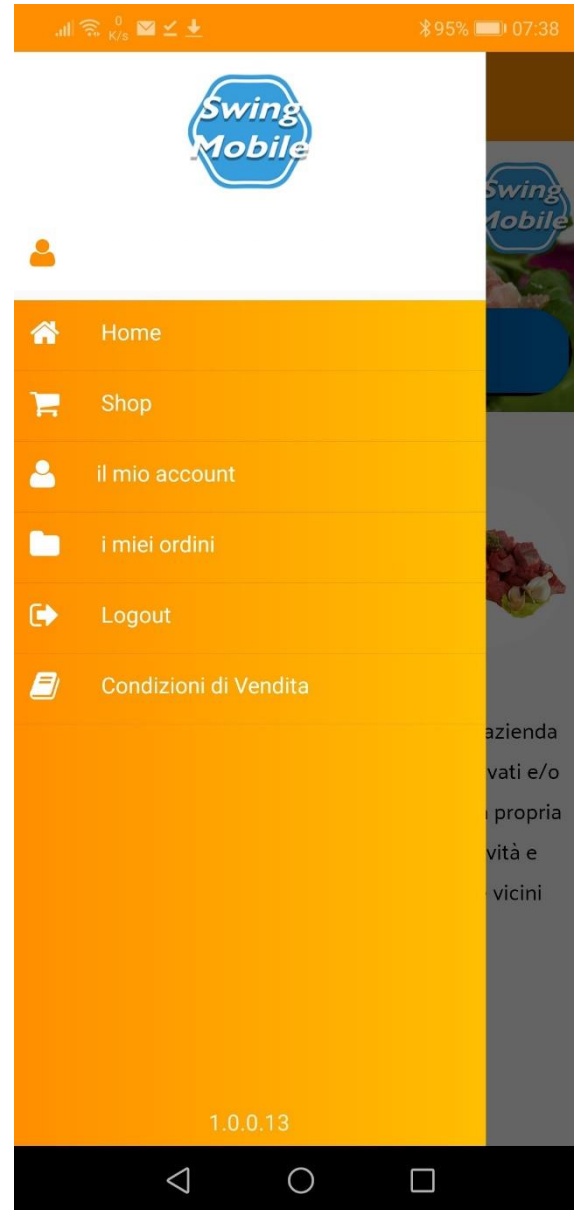 0
K/s
95%
07:38
Swing
Mobile
Swing
Mobile
Home
Shop
il mio account
i miei ordini
Logout
Condizioni di Vendita
azienda
vati e/o
propria
vità e
vicini
1.0.0.13